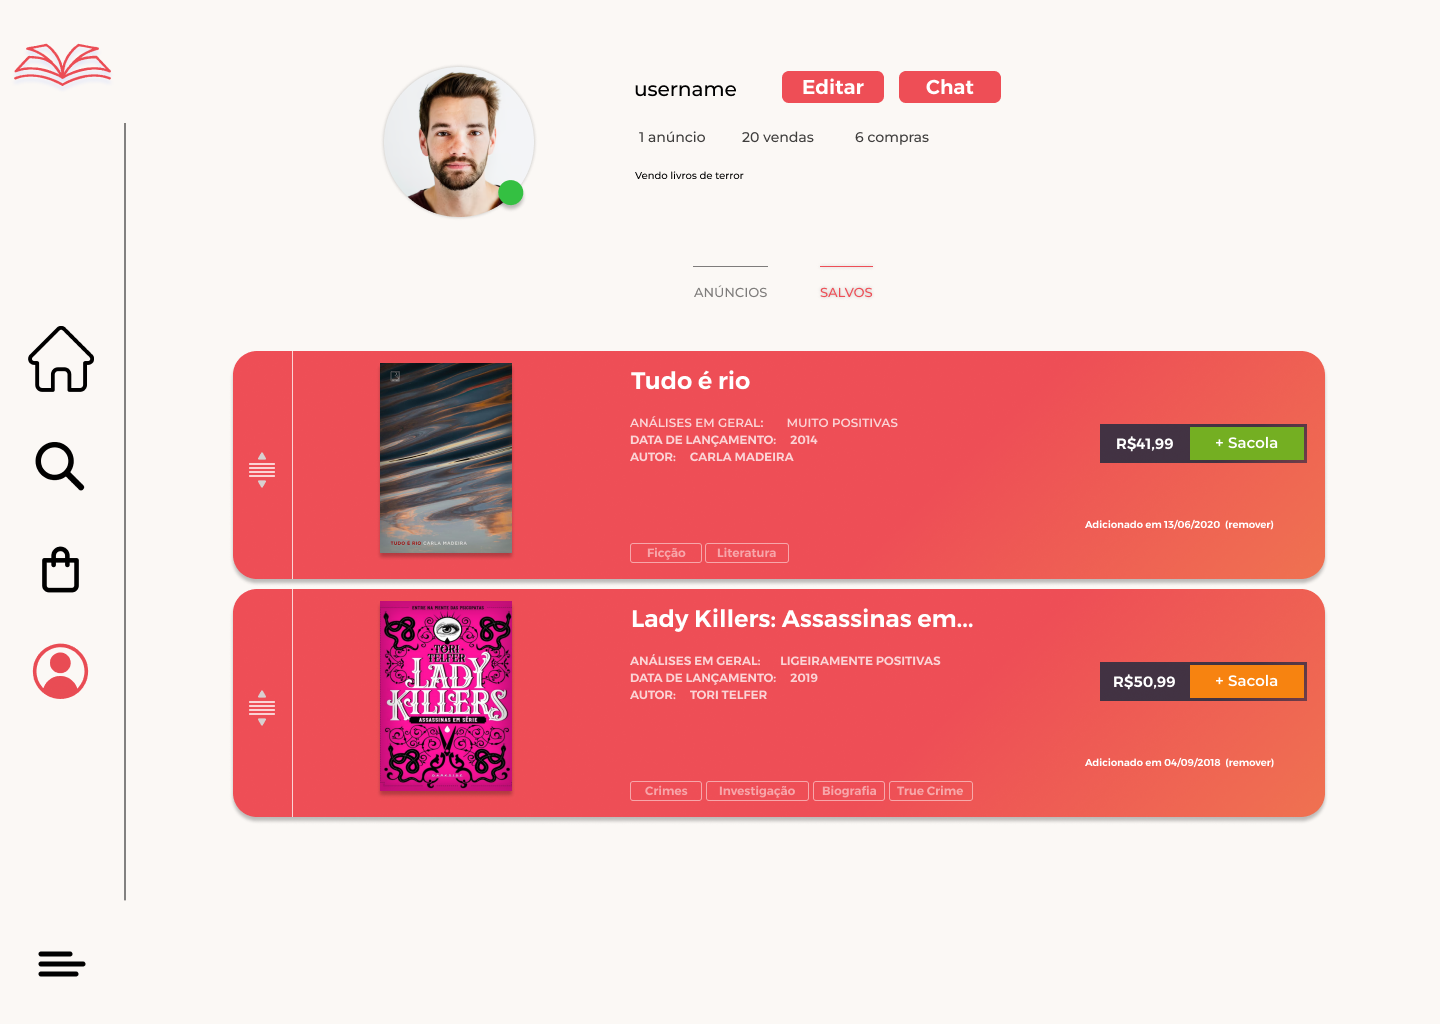 username
Editar
Chat
1 anúncio
20 vendas
6 compras
Vendo livros de terror
ANÚNCIOS
SALVOS
TUDO É RIO CARLA MADEIRA
Tudo é rio
ANÁLISES EM GERAL: MUITO POSITIVAS
DATA DE LANÇAMENTO: 2014
AUTOR: CARLA MADEIRA
Ficção
Literatura
R$41,99
+ Sacola
Adicionado em 13/06/2020 (remover)
ENTRE NA MENTE DAS PSICOPATAS
TORI
TELFER
LADY
KILLERS
ASSASSINAS EM SÉRIE
DARKSIDE
Lady Killers: Assassinas em...
ANÁLISES EM GERAL: LIGEIRAMENTE POSITIVAS
DATA DE LANÇAMENTO: 2019
AUTOR: TORI TELFER
Crimes
Investigação
Biografia
True Crime
R$50,99
+ Sacola
Adicionado em 04/09/2018 (remover)